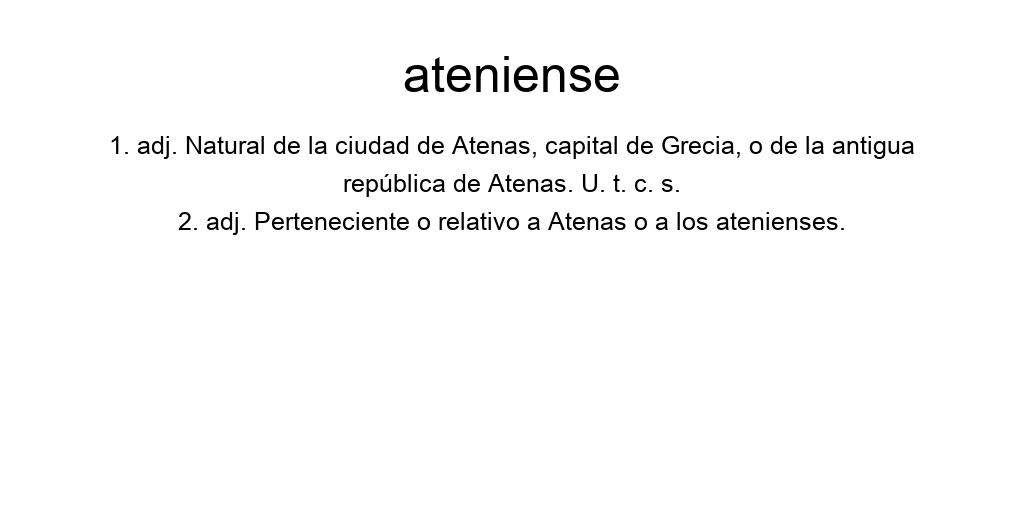 ateniense
1. adj. Natural de la ciudad de Atenas, capital de Grecia, o de la antigua
república de Atenas. U. t. c. s.
2. adj. Perteneciente o relativo a Atenas o a los atenienses.